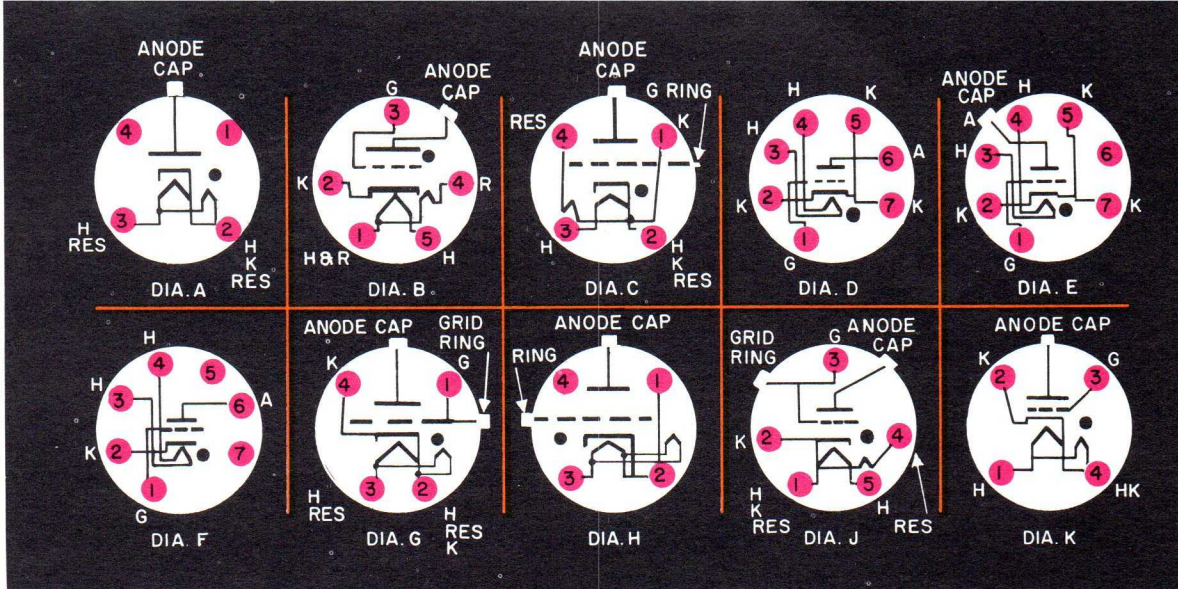 ANODE
CAP
4
1
3
2
H
RES
H
K
RES
DIA. A
G
ANODE
CAP
3
K
2
4
R
1
5
H&R
H
DIA. B
ANODE
CAP
G RING
RES
4
1
K
3
2
H
H
K
RES
DIA. C
H
K
4
5
H
3
6
A
K
2
7
K
1
G
DIA. D
ANODE
CAP
A
H
K
4
5
H
3
6
K
2
7
K
1
G
DIA. E
H
4
5
H
3
6
A
K
2
7
1
G
DIA. F
ANODE CAP
GRID
RING
K
G
4
1
3
2
H
RES
H
RES
K
DIA. G
ANODE CAP
RING
4
1
3
2
DIA. H
GRID
RING
G
ANODE
CAP
3
K
2
4
1
5
H
K
RES
H
RES
DIA. J
ANODE CAP
K
G
2
3
1
4
H
HK
DIA. K